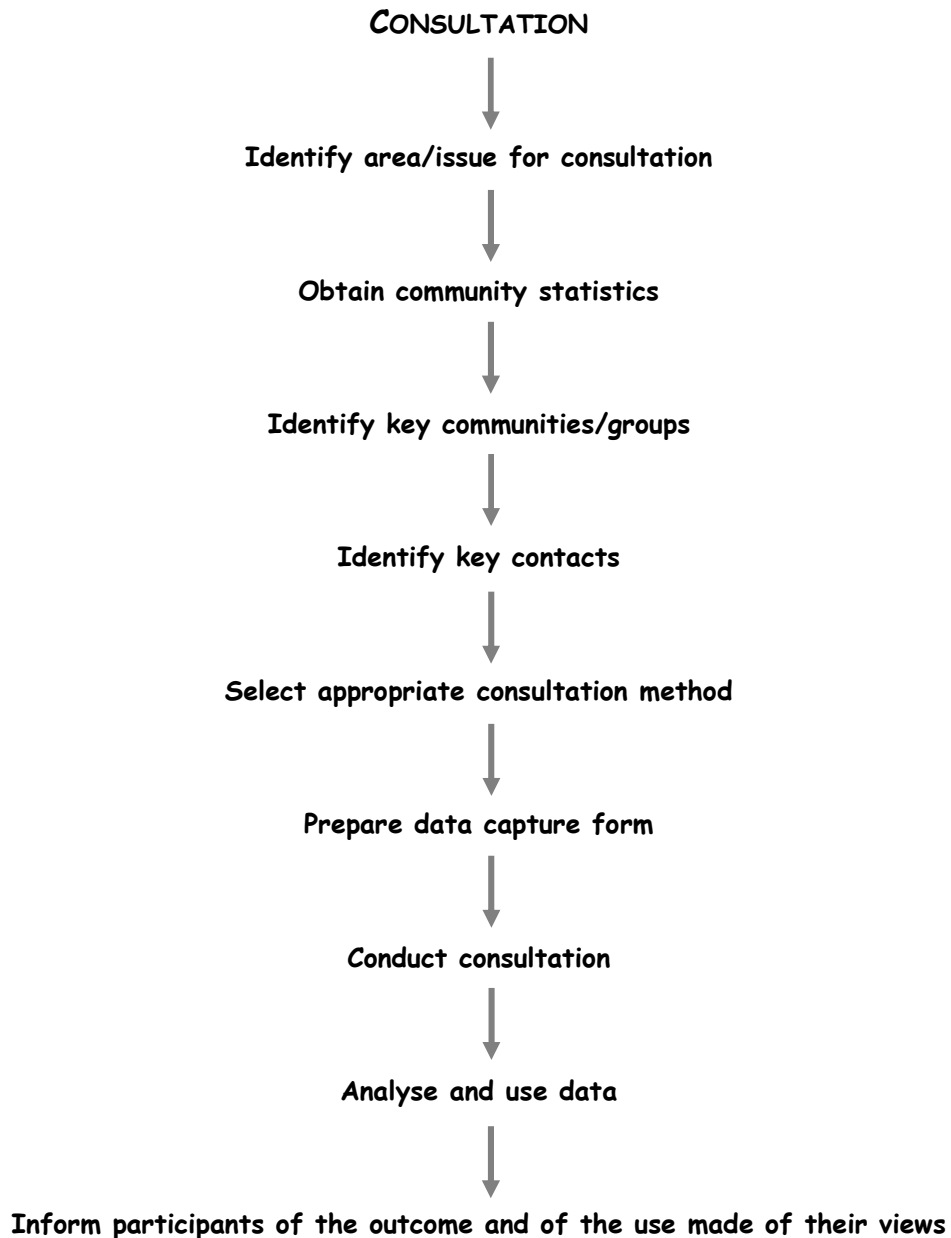 CONSULTATION
Identify area/issue for consultation
Obtain community statistics
Identify key communities/groups
Identify key contacts
Select appropriate consultation method
Prepare data capture form
Conduct consultation
Analyse and use data
Inform participants of the outcome and of the use made of their views